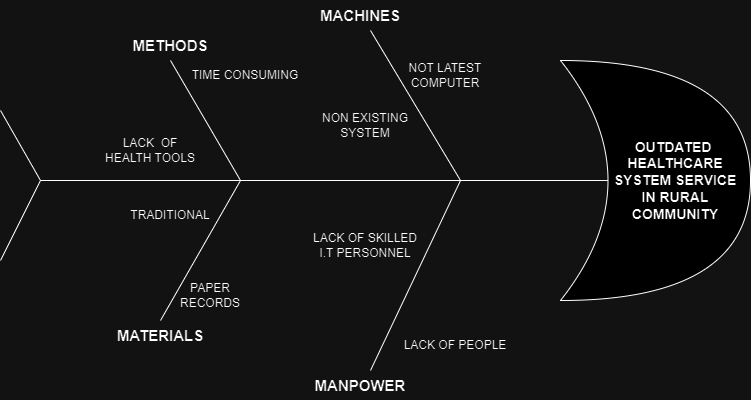 MACHINES
METHODS
TIME CONSUMING
NOT LATEST
COMPUTER
NON EXISTING
SYSTEM
LACK OF
HEALTH TOOLS
OUTDATED
HEALTHCARE
SYSTEM SERVICE
IN RURAL
COMMUNITY
TRADITIONAL
LACK OF SKILLED
I.T PERSONNEL
PAPER
RECORDS
MATERIALS
LACK OF PEOPLE
MANPOWER